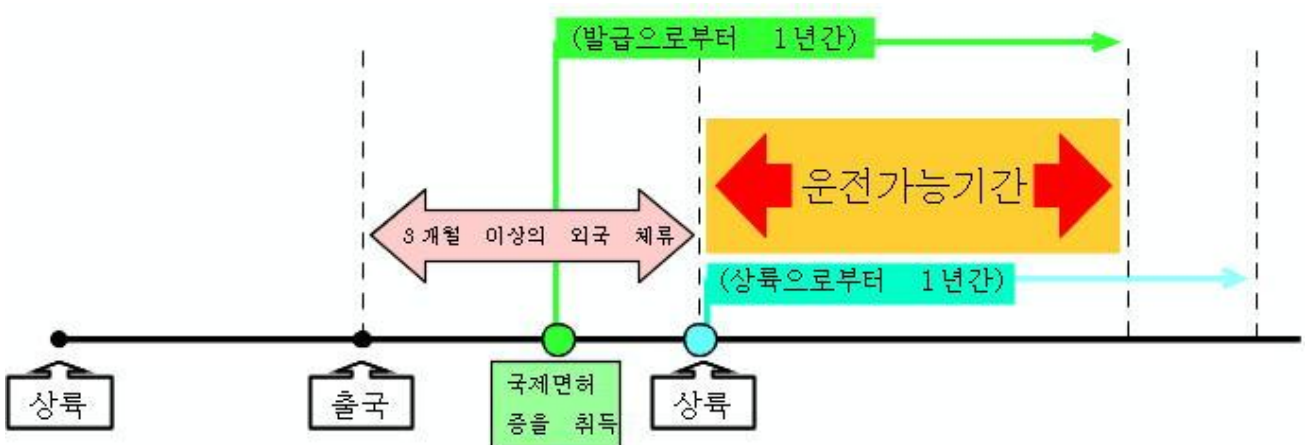 (발급으로부터 1년간)
운전가능기간
3개월 이상의 외국 체류
(상륙으로부터 1년간)
상륙
출국
국제면허
증을 취득
상륙